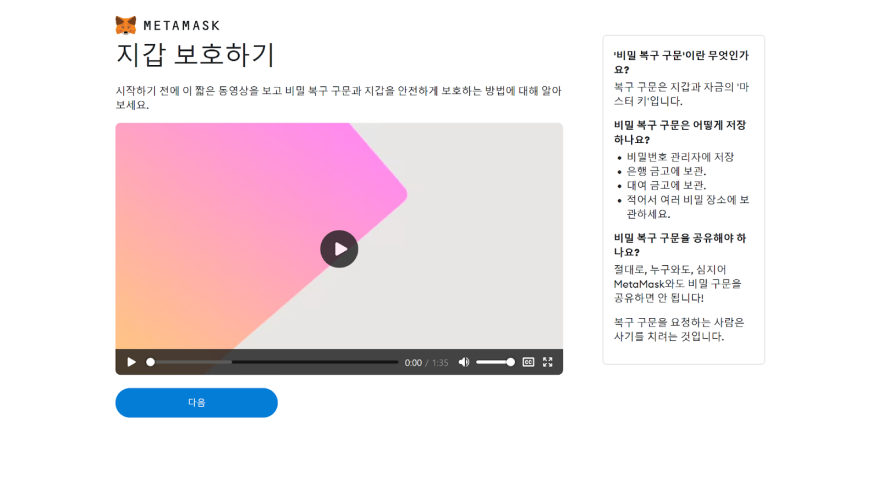 METAMASK
지갑 보호하기
시작하기 전에 이 짧은 동영상을 보고 비밀 복구 구문과 지갑을 안전하게 보호하는 방법에 대해 알아
보세요.
0:00 / 1:35
CC
다음
'비밀 복구 구문'이란 무엇인가
요?
복구 구문은 지갑과 자금의 '마
스터 키'입니다.
비밀 복구 구문은 어떻게 저장
하나요?
• 비밀번호 관리자에 저장
• 은행 금고에 보관.
• 대여 금고에 보관.
• 적어서 여러 비밀 장소에 보
관하세요.
비밀 복구 구문을 공유해야 하
나요?
절대로, 누구와도, 심지어
MetaMask와도 비밀 구문을
공유하면 안 됩니다!
복구 구문을 요청하는 사람은
사기를 치려는 것입니다.